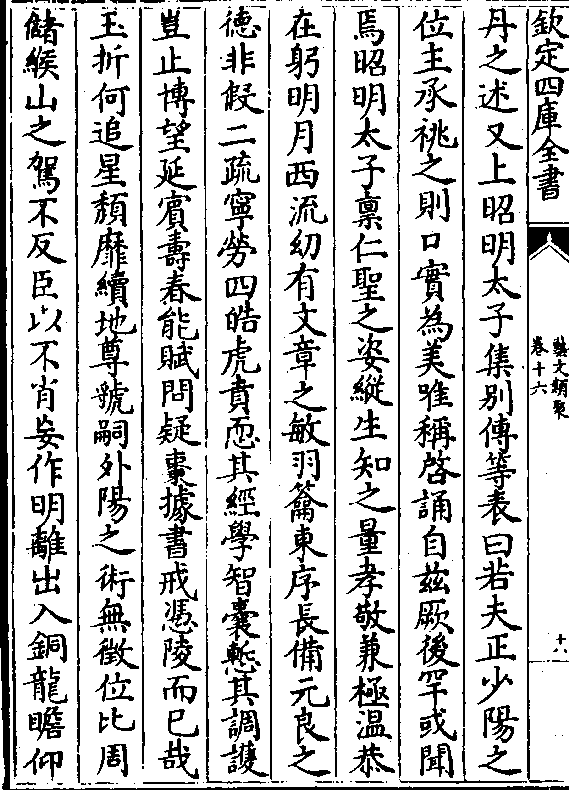 欽定四庫全書
藝文類聚
卷十六
十六
丹之述又上昭明太子集别傳等表曰若夫正少陽之
位主承祧之則口實為美唯稱啓誦自兹厥後罕或聞
焉昭明太子禀仁聖之姿縱生知之量孝敬兼極温恭
在躬明月西流幼有文章之敏羽籥東序長備元良之
德非假二疏寧勞四皓虎賁恧其經學智囊慙其調護
豈止博望延賓壽春能賦問疑棗據書戒憑陵而已哉
玉折何追星頽靡續地尊號嗣外陽之術無徵位比周
儲緱山之駕不反臣以不肖妄作明離出入銅龍瞻仰